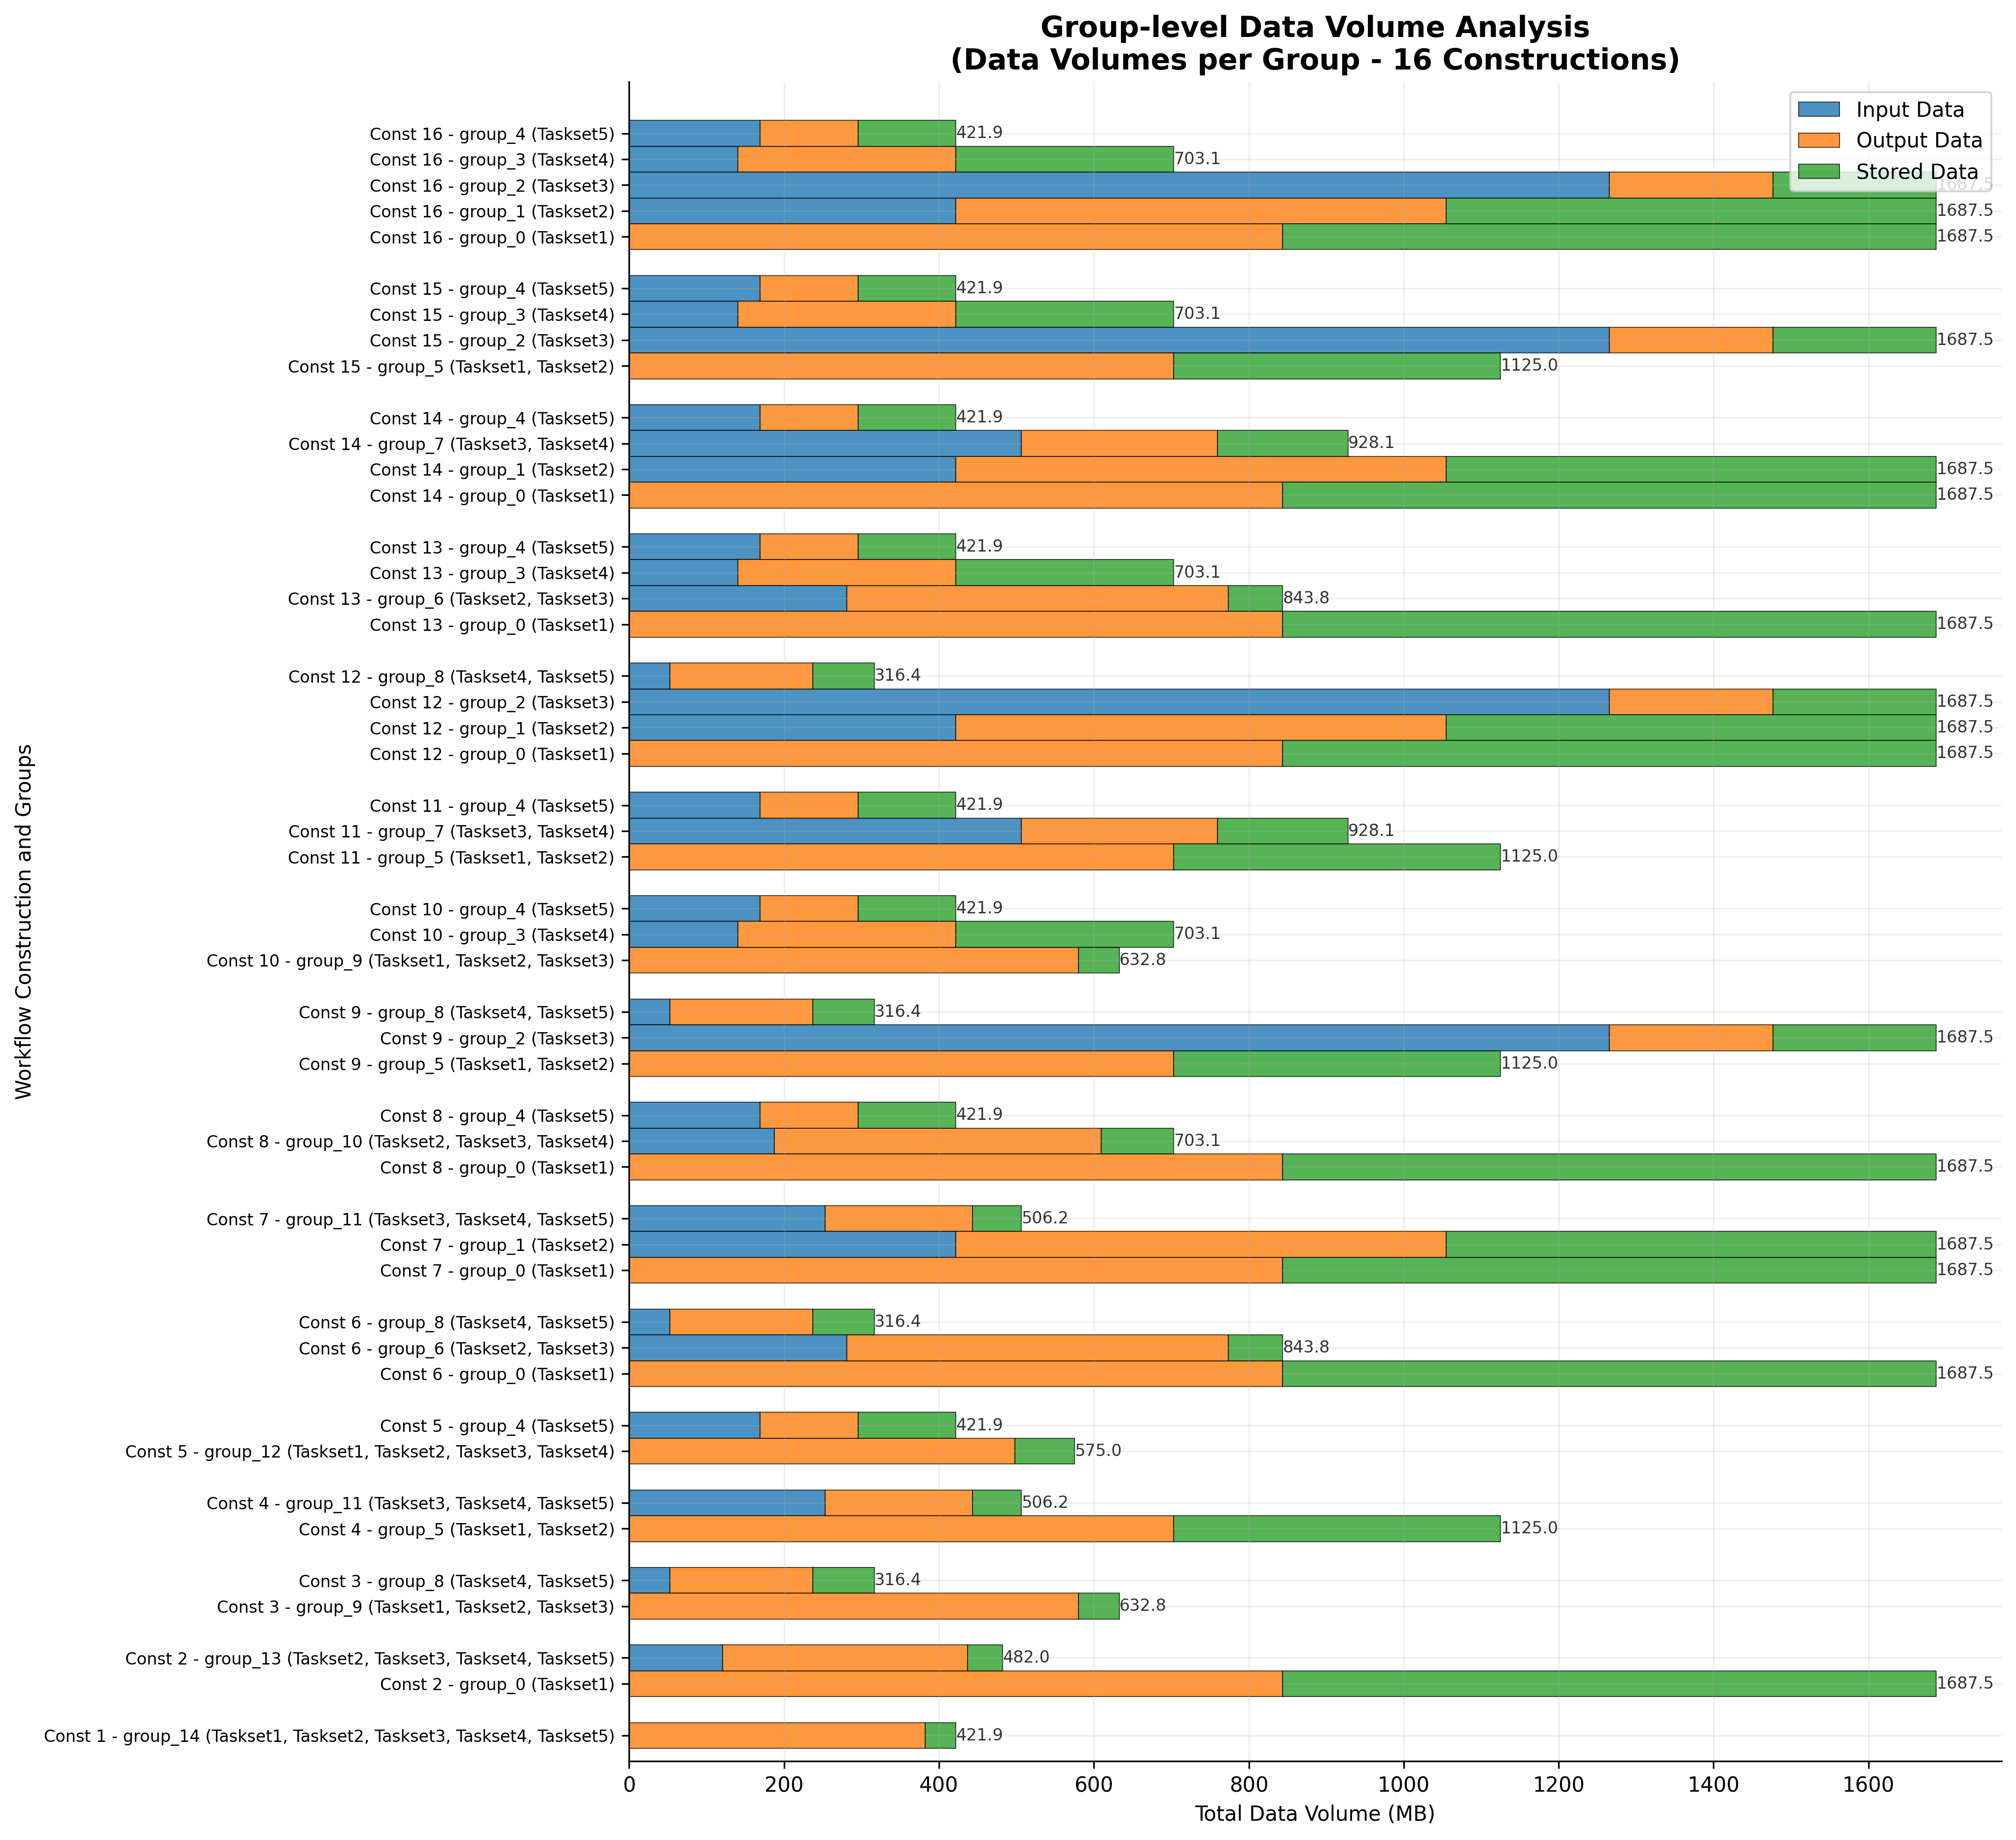 Group-level Data Volume Analysis
(Data Volumes per Group - 16 Constructions)
Input Data
Output Data
Stored Data
Workflow Construction and Groups
Const 16 - group_4 (Taskset5) 421.9
Const 16 - group_3 (Taskset4) 703.1
Const 16 - group_2 (Taskset3) 1687.5
Const 16 - group_1 (Taskset2) 1687.5
Const 16 - group_0 (Taskset1) 1687.5
Const 15 - group_4 (Taskset5) 421.9
Const 15 - group_3 (Taskset4) 703.1
Const 15 - group_2 (Taskset3) 1687.5
Const 15 - group_5 (Taskset1, Taskset2) 1125.0
Const 14 - group_4 (Taskset5) 421.9
Const 14 - group_7 (Taskset3, Taskset4) 928.1
Const 14 - group_1 (Taskset2) 1687.5
Const 14 - group_0 (Taskset1) 1687.5
Const 13 - group_4 (Taskset5) 421.9
Const 13 - group_3 (Taskset4) 703.1
Const 13 - group_6 (Taskset2, Taskset3) 843.8
Const 13 - group_0 (Taskset1) 1687.5
Const 12 - group_8 (Taskset4, Taskset5) 316.4
Const 12 - group_2 (Taskset3) 1687.5
Const 12 - group_1 (Taskset2) 1687.5
Const 12 - group_0 (Taskset1) 1687.5
Const 11 - group_4 (Taskset5) 421.9
Const 11 - group_7 (Taskset3, Taskset4) 928.1
Const 11 - group_5 (Taskset1, Taskset2) 1125.0
Const 10 - group_4 (Taskset5) 421.9
Const 10 - group_3 (Taskset4) 703.1
Const 10 - group_9 (Taskset1, Taskset2, Taskset3) 632.8
Const 9 - group_8 (Taskset4, Taskset5) 316.4
Const 9 - group_2 (Taskset3) 1687.5
Const 9 - group_5 (Taskset1, Taskset2) 1125.0
Const 8 - group_4 (Taskset5) 421.9
Const 8 - group_10 (Taskset2, Taskset3, Taskset4) 703.1
Const 8 - group_0 (Taskset1) 1687.5
Const 7 - group_11 (Taskset3, Taskset4, Taskset5) 506.2
Const 7 - group_1 (Taskset2) 1687.5
Const 7 - group_0 (Taskset1) 1687.5
Const 6 - group_8 (Taskset4, Taskset5) 316.4
Const 6 - group_6 (Taskset2, Taskset3) 843.8
Const 6 - group_0 (Taskset1) 1687.5
Const 5 - group_4 (Taskset5) 421.9
Const 5 - group_12 (Taskset1, Taskset2, Taskset3, Taskset4) 575.0
Const 4 - group_11 (Taskset3, Taskset4, Taskset5) 506.2
Const 4 - group_5 (Taskset1, Taskset2) 1125.0
Const 3 - group_8 (Taskset4, Taskset5) 316.4
Const 3 - group_9 (Taskset1, Taskset2, Taskset3) 632.8
Const 2 - group_13 (Taskset2, Taskset3, Taskset4, Taskset5) 482.0
Const 2 - group_0 (Taskset1) 1687.5
Const 1 - group_14 (Taskset1, Taskset2, Taskset3, Taskset4, Taskset5) 421.9
0 200 400 600 800 1000 1200 1400 1600
Total Data Volume (MB)